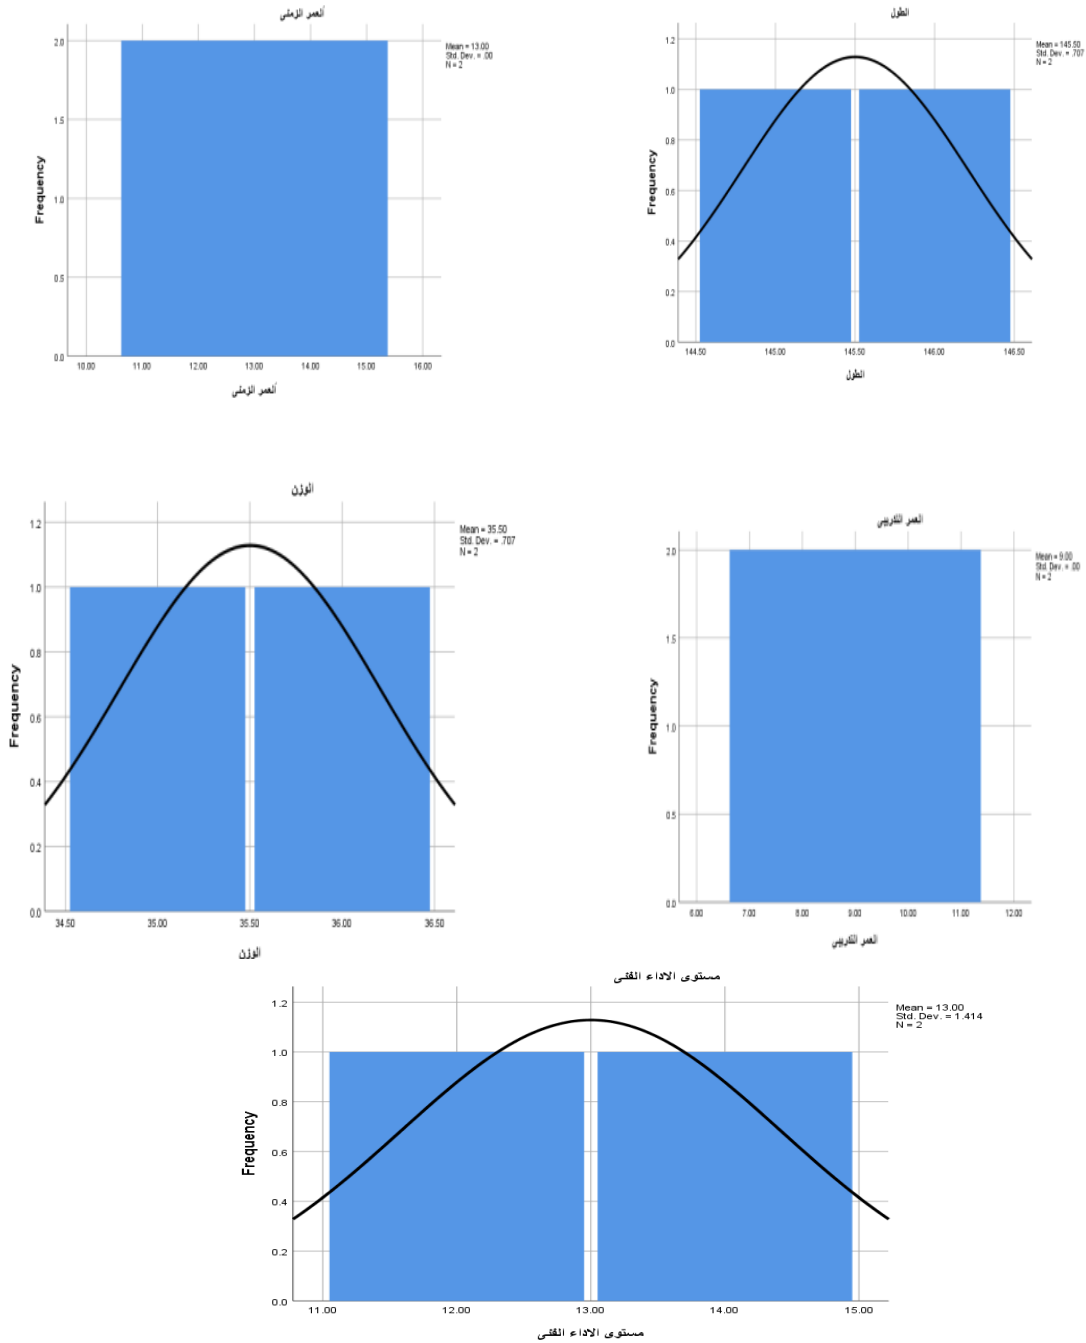 ألعمر الزمني
Mean = 13.00
Std. Dev. = .00
N = 2
Frequency
2.0
1.5
1.0
0.5
0.0
10.00 11.00 12.00 13.00 14.00 15.00 16.00
ألعمر الزمني
الطول
Mean = 145.50
Std. Dev. = .707
N = 2
Frequency
1.2
1.0
0.8
0.6
0.4
0.2
0.0
144.50 145.00 145.50 146.00 146.50
الطول
الوزن
Mean = 35.50
Std. Dev. = .707
N = 2
Frequency
1.2
1.0
0.8
0.6
0.4
0.2
0.0
34.50 35.00 35.50 36.00 36.50
الوزن
العمر التدريبي
Mean = 9.00
Std. Dev. = .00
N = 2
Frequency
2.0
1.5
1.0
0.5
0.0
6.00 7.00 8.00 9.00 10.00 11.00 12.00
العمر التدريبي
مستوى الاداء الفنى
Mean = 13.00
Std. Dev. = 1.414
N = 2
Frequency
1.2
1.0
0.8
0.6
0.4
0.2
0.0
11.00 12.00 13.00 14.00 15.00
مستوى الاداء الفنى